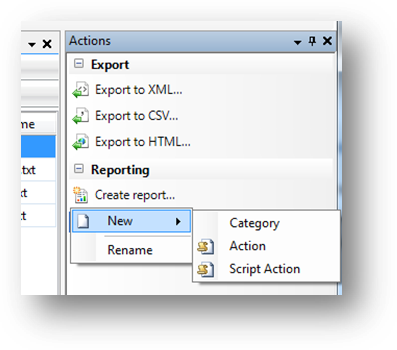 Actions
Export
me
Export to XML...
Export to CSV...
Export to HTML...
Reporting
txt
Create report...
xt
New
Category
Action
Rename
Script Action